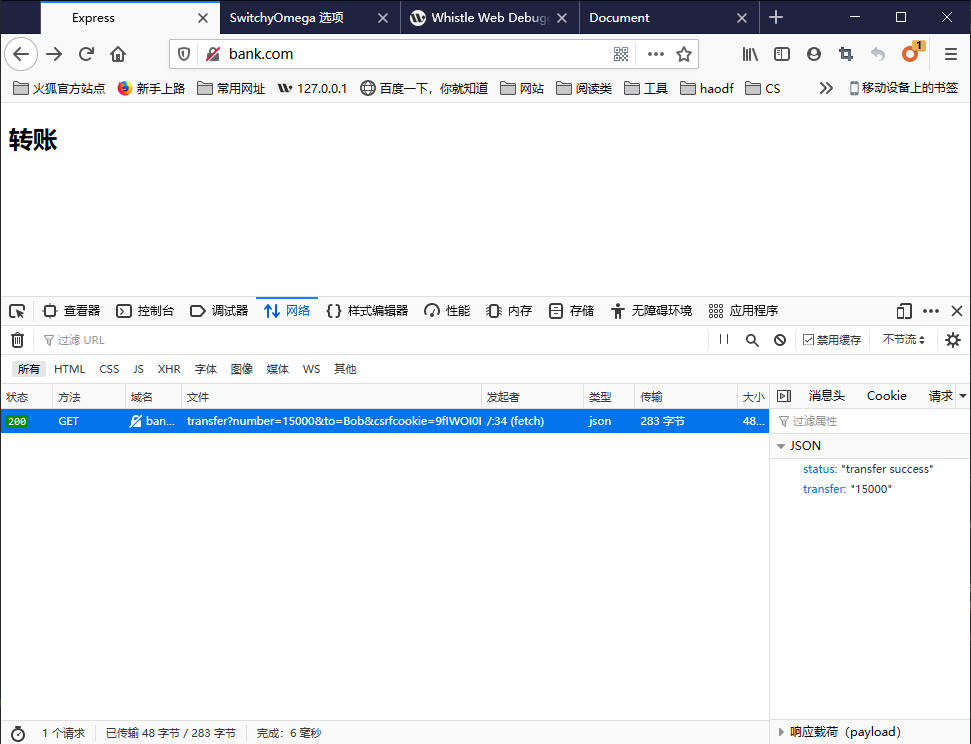 Express
SwitchyOmega 选项
Whistle Web Debugg
Document
bank.com
1
火狐官方站点 新手上路 常用网址 127.0.0.1 百度一下，你就知道 网站 阅读类 工具 haodf CS 移动设备上的书签
转账
查看器 控制台 调试器 网络 样式编辑器 性能 内存 存储 无障碍环境 应用程序
过滤 URL 禁用缓存 不节流
所有 HTML CSS JS XHR 字体 图像 媒体 WS 其他
状态 方法 域名 文件 发起者 类型 传输 大小 消息头 Cookie 请求
200 GET ban... transfer?number=15000&to=Bob&csrfcookie= /:34 (fetch) json 283 字节 48... 过滤属性
JSON
status: "transfer success"
transfer: "15000"
1 个请求 已传输 48 字节 / 283 字节 完成：6 毫秒 响应载荷（payload）